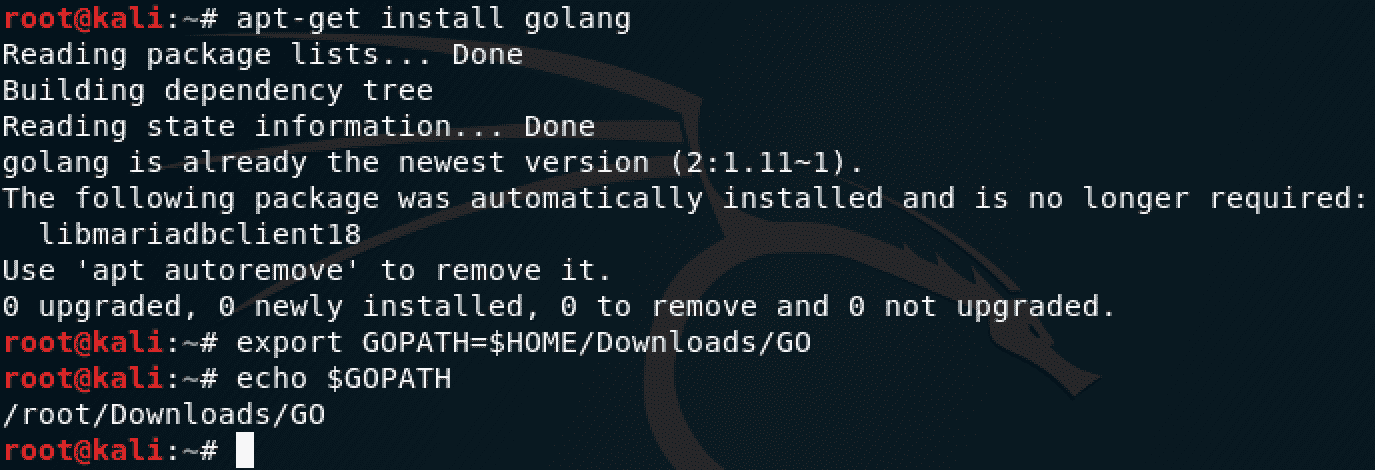 root@kali:~# apt-get install golang
Reading package lists... Done
Building dependency tree
Reading state information... Done
golang is already the newest version (2:1.11~1).
The following package was automatically installed and is no longer required:
  libmariadbclient18
Use 'apt autoremove' to remove it.
0 upgraded, 0 newly installed, 0 to remove and 0 not upgraded.
root@kali:~# export GOPATH=$HOME/Downloads/GO
root@kali:~# echo $GOPATH
/root/Downloads/GO
root@kali:~#